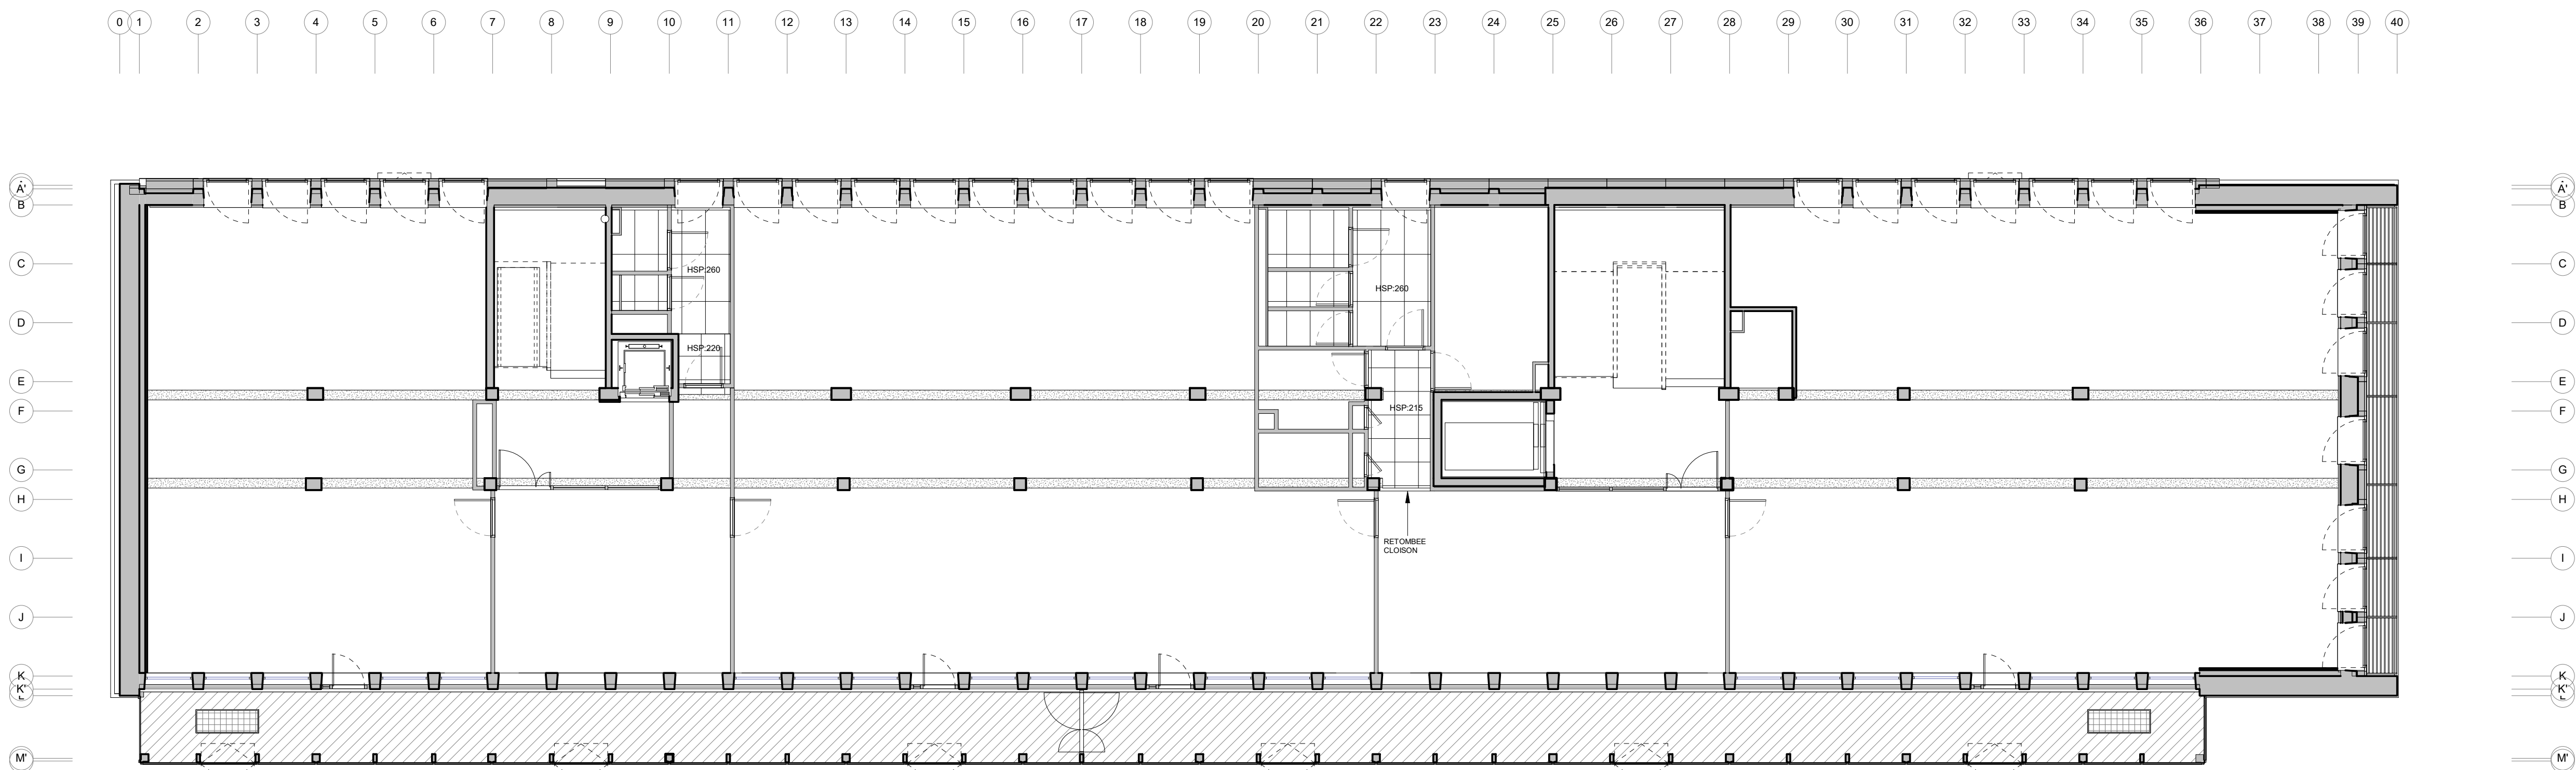 0 1 2 3 4 5 6 7 8 9 10 11 12 13 14 15 16 17 18 19 20 21 22 23 24 25 26 27 28 29 30 31 32 33 34 35 36 37 38 39 40
A' A'
B B
C C
HSP:260
HSP:260
D D
HSP:220
E E
HSP:215
F F
G G
H H
RETOMBEE
CLOISON
I I
J J
K K
K' K'
M' M'